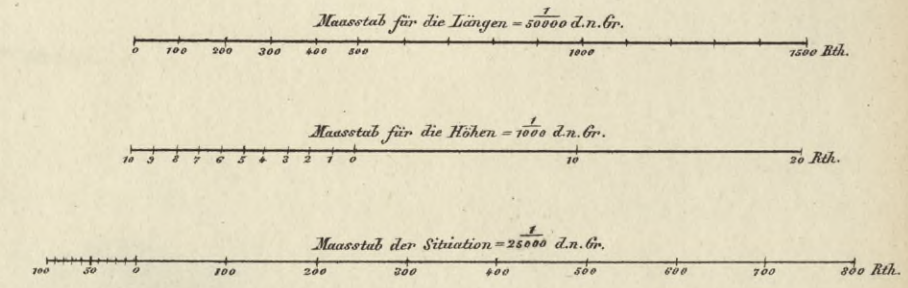 Maasstab für die Längen = 1/50000 d. n. Gr.
0 100 200 300 400 500 1000 1500 Rth.
Maasstab für die Höhen = 1/1000 d. n. Gr.
10 9 8 7 6 5 4 3 2 1 0 10 20 Rth.
Maasstab der Situation = 1/25000 d. n. Gr.
100 50 0 100 200 300 400 500 600 700 800 Rth.